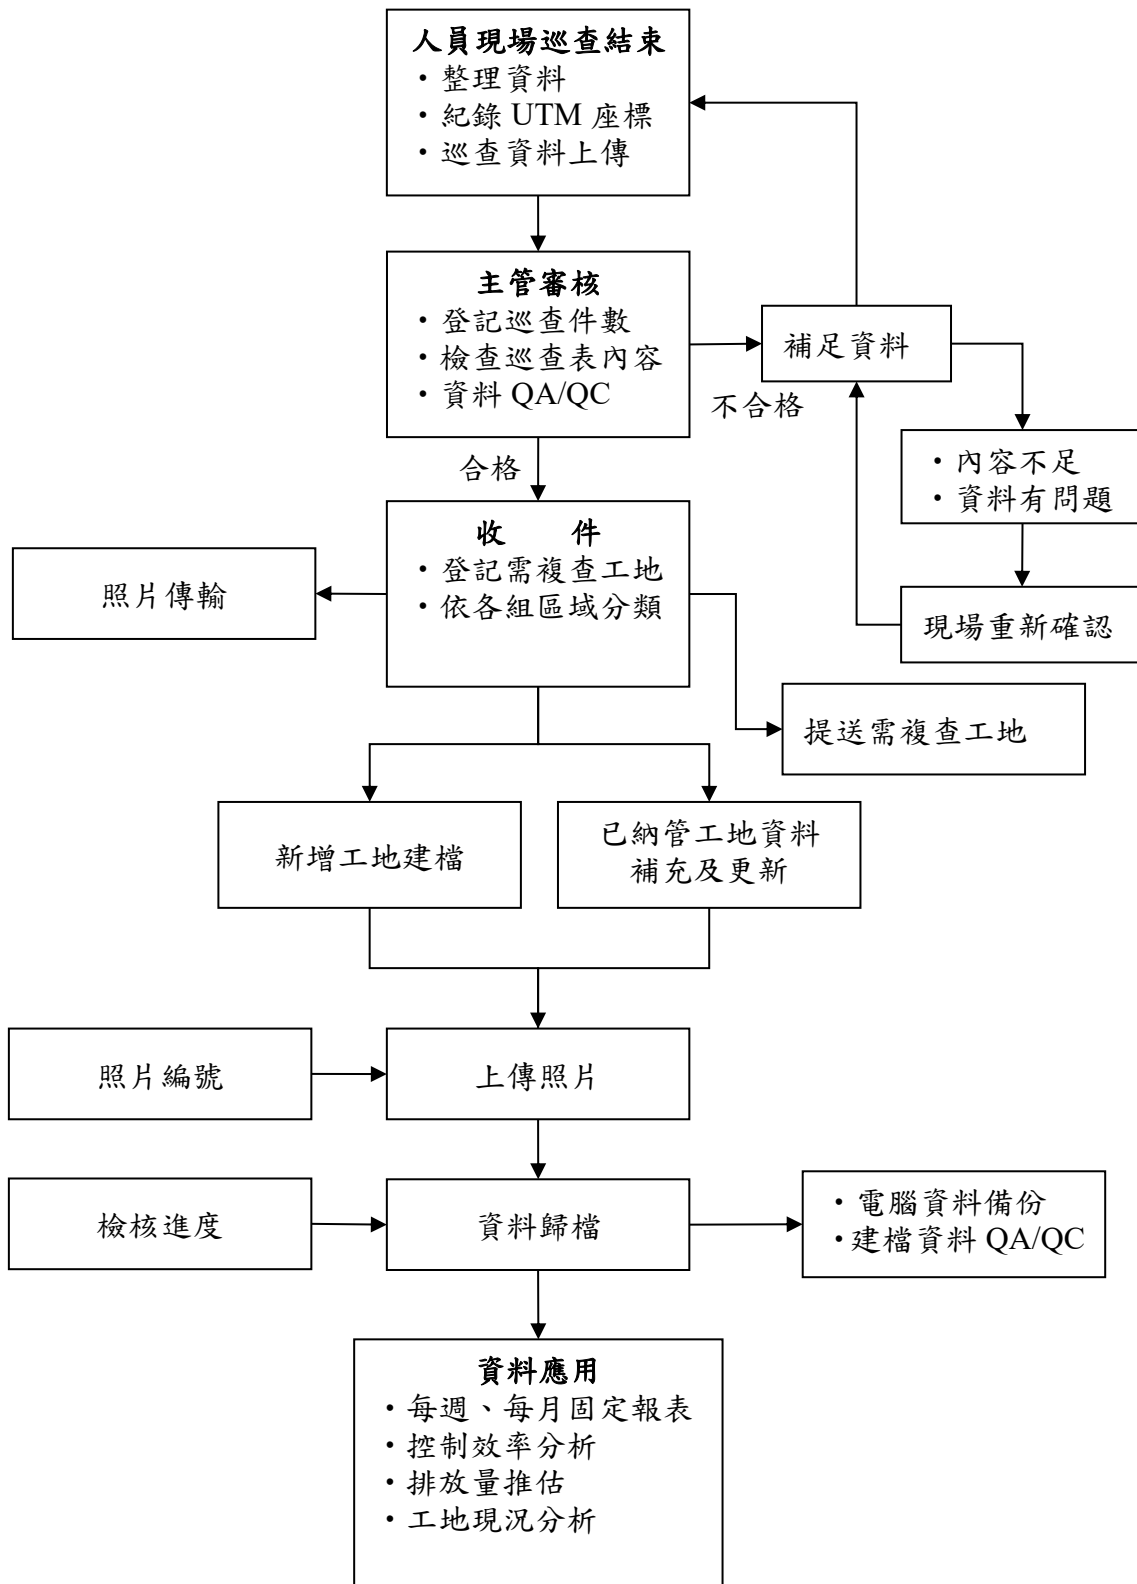 人員現場巡查結束
・整理資料
・紀錄 UTM 座標
・巡查資料上傳
主管審核
・登記巡查件數
・檢查巡查表內容
・資料 QA/QC
補足資料
不合格
・內容不足
・資料有問題
現場重新確認
合格
收　　件
・登記需複查工地
・依各組區域分類
照片傳輸
提送需複查工地
新增工地建檔
已納管工地資料
補充及更新
照片編號
上傳照片
檢核進度
資料歸檔
・電腦資料備份
・建檔資料 QA/QC
資料應用
・每週、每月固定報表
・控制效率分析
・排放量推估
・工地現況分析